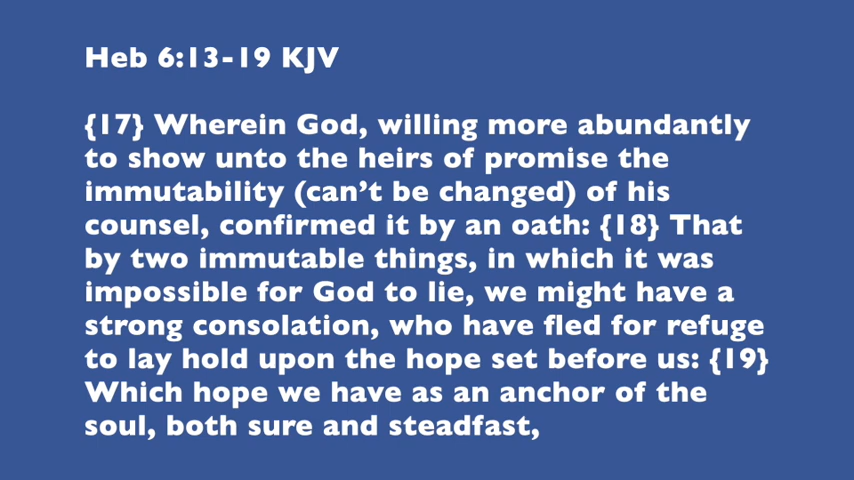 Heb 6:13-19 KJV
{17} Wherein God, willing more abundantly
to show unto the heirs of promise the
immutability (can’t be changed) of his
counsel, confirmed it by an oath: {18} That
by two immutable things, in which it was
impossible for God to lie, we might have a
strong consolation, who have fled for refuge
to lay hold upon the hope set before us: {19}
Which hope we have as an anchor of the
soul, both sure and steadfast,